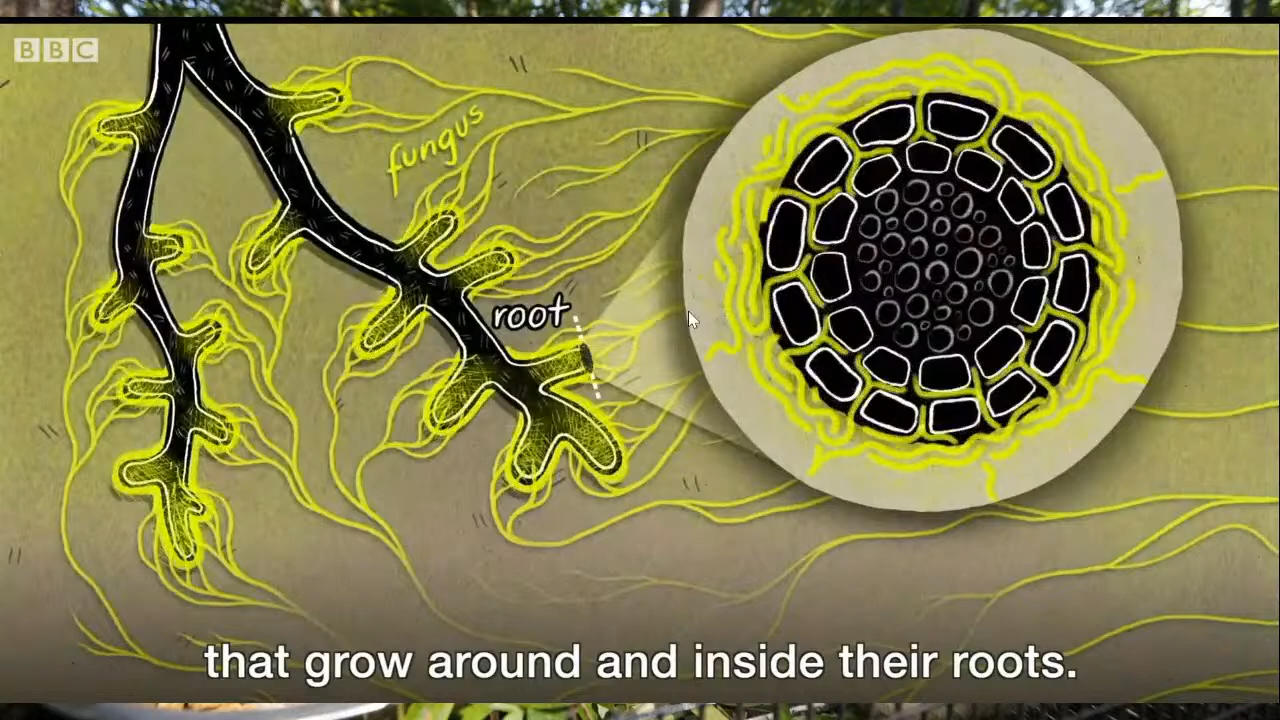 BBC
fungus
root
that grow around and inside their roots.